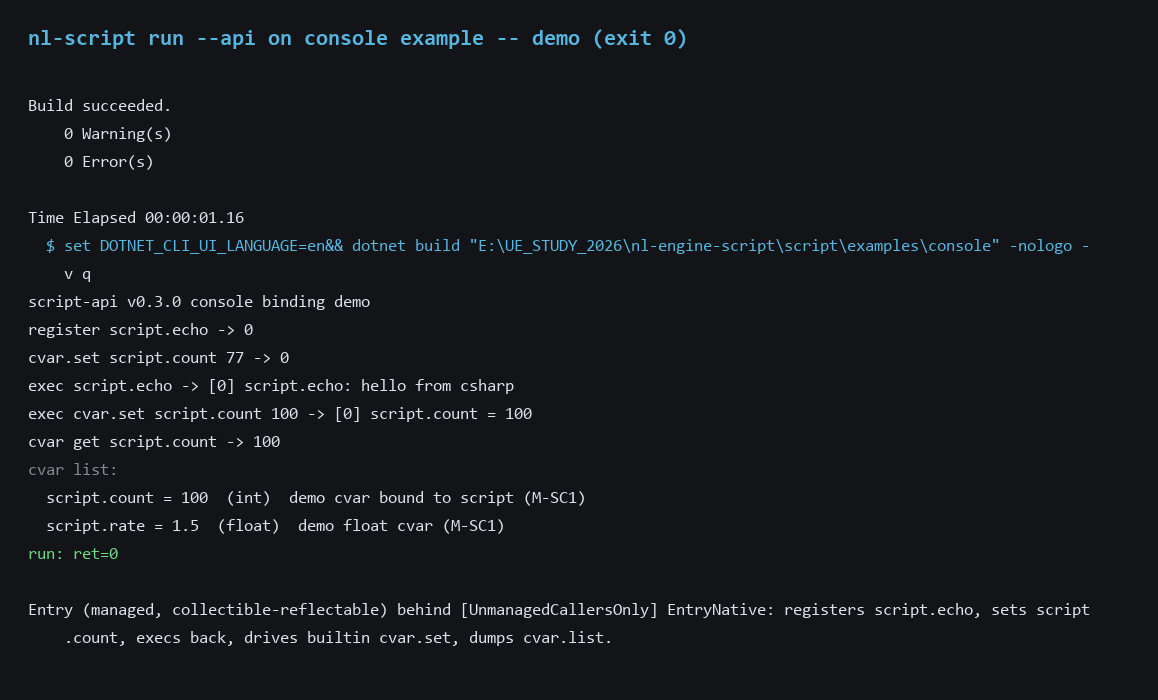 nl-script run --api on console example -- demo (exit 0)
Build succeeded.
0 Warning(s)
0 Error(s)
Time Elapsed 00:00:01.16
$ set DOTNET_CLI_UI_LANGUAGE=en&& dotnet build "E:\UE_STUDY_2026\nl-engine-script\script\examples\console" -nologo -
v q
script-api v0.3.0 console binding demo
register script.echo -> 0
cvar.set script.count 77 -> 0
exec script.echo -> [0] script.echo: hello from csharp
exec cvar.set script.count 100 -> [0] script.count = 100
cvar get script.count -> 100
cvar list:
script.count = 100  (int)  demo cvar bound to script (M-SC1)
script.rate = 1.5  (float)  demo float cvar (M-SC1)
run: ret=0
Entry (managed, collectible-reflectable) behind [UnmanagedCallersOnly] EntryNative: registers script.echo, sets script
.count, execs back, drives builtin cvar.set, dumps cvar.list.